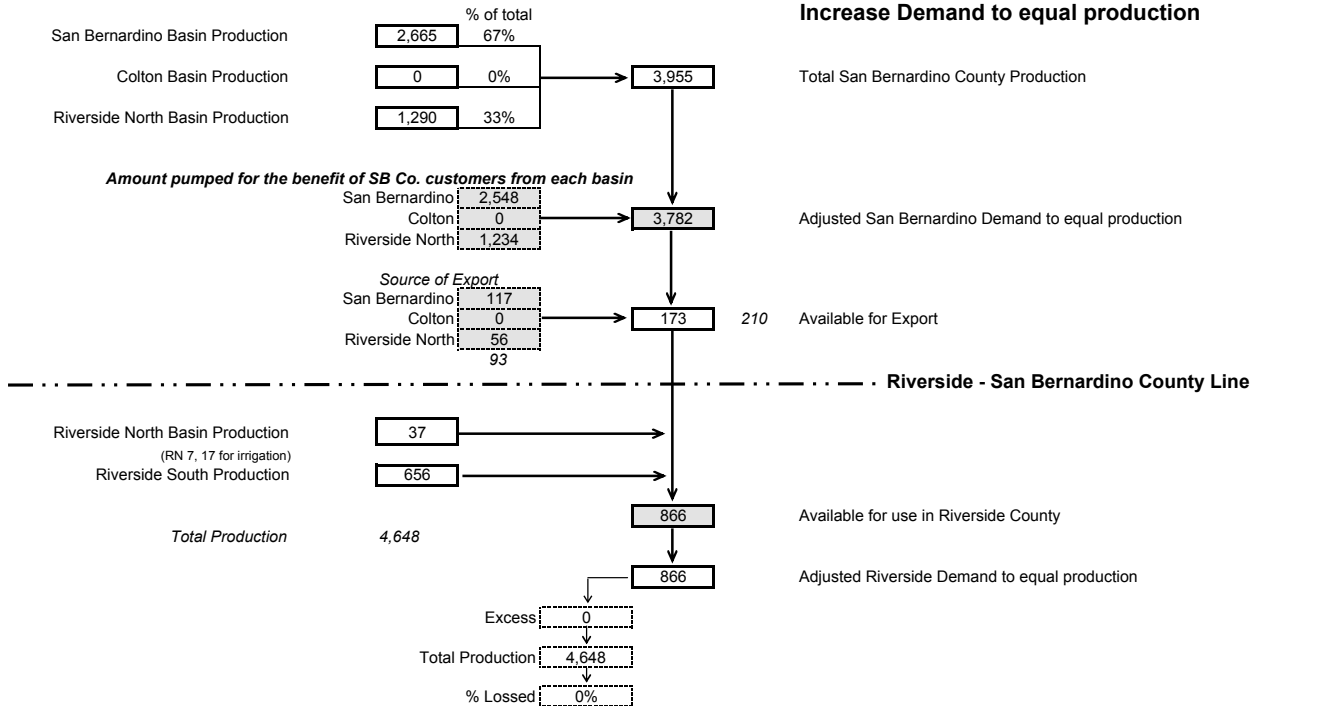 % of total
Increase Demand to equal production
San Bernardino Basin Production 2,665 67%
Colton Basin Production 0 0% 3,955 Total San Bernardino County Production
Riverside North Basin Production 1,290 33%
Amount pumped for the benefit of SB Co. customers from each basin
San Bernardino 2,548
Colton 0 3,782 Adjusted San Bernardino Demand to equal production
Riverside North 1,234
Source of Export
San Bernardino 117
Colton 0 173 210 Available for Export
Riverside North 56
93
Riverside - San Bernardino County Line
Riverside North Basin Production 37
(RN 7, 17 for irrigation)
Riverside South Production 656
866 Available for use in Riverside County
Total Production 4,648
866 Adjusted Riverside Demand to equal production
Excess 0
Total Production 4,648
% Lossed 0%